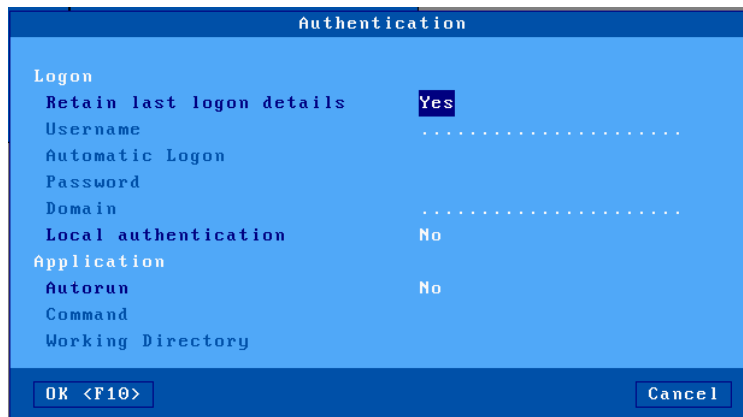 Authentication
Logon
Retain last logon details Yes
Username ......................
Automatic Logon
Password
Domain ......................
Local authentication No
Application
Autorun No
Command
Working Directory
OK <F10> Cancel